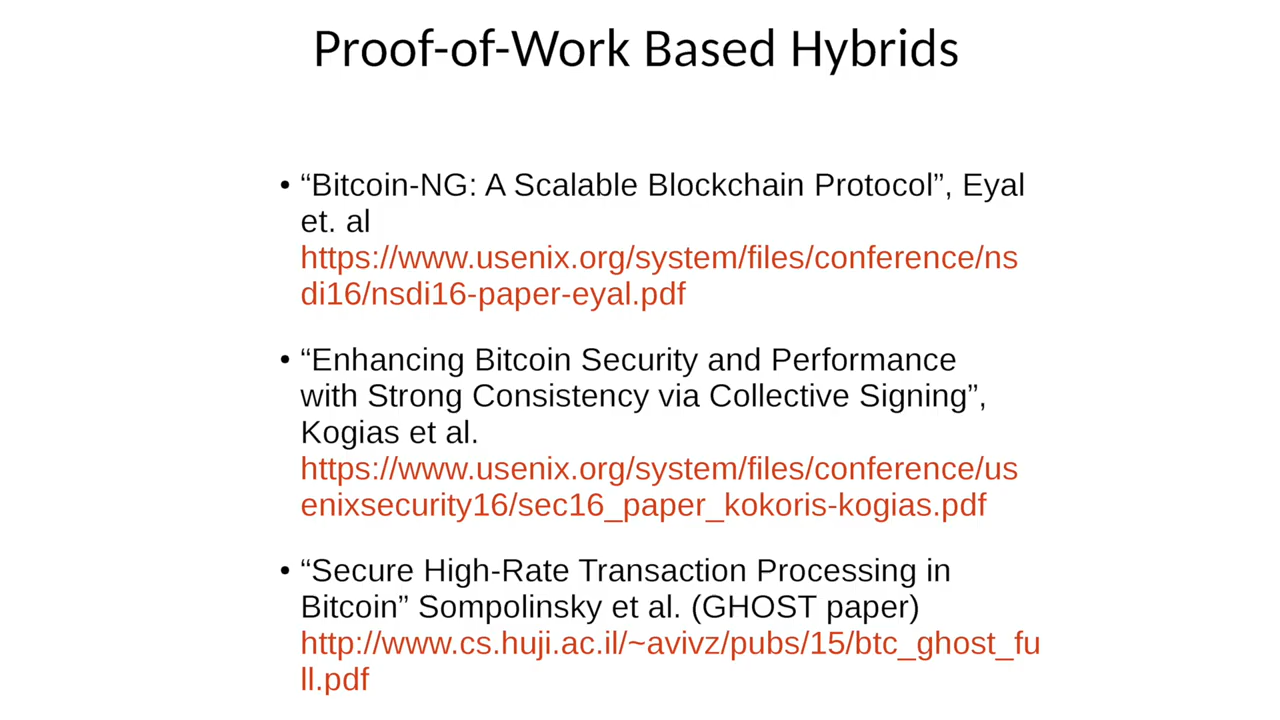 Proof-of-Work Based Hybrids
• “Bitcoin-NG: A Scalable Blockchain Protocol”, Eyal
et. al
https://www.usenix.org/system/files/conference/ns
di16/nsdi16-paper-eyal.pdf
• “Enhancing Bitcoin Security and Performance
with Strong Consistency via Collective Signing”,
Kogias et al.
https://www.usenix.org/system/files/conference/us
enixsecurity16/sec16_paper_kokoris-kogias.pdf
• “Secure High-Rate Transaction Processing in
Bitcoin” Sompolinsky et al. (GHOST paper)
http://www.cs.huji.ac.il/~avivz/pubs/15/btc_ghost_fu
ll.pdf